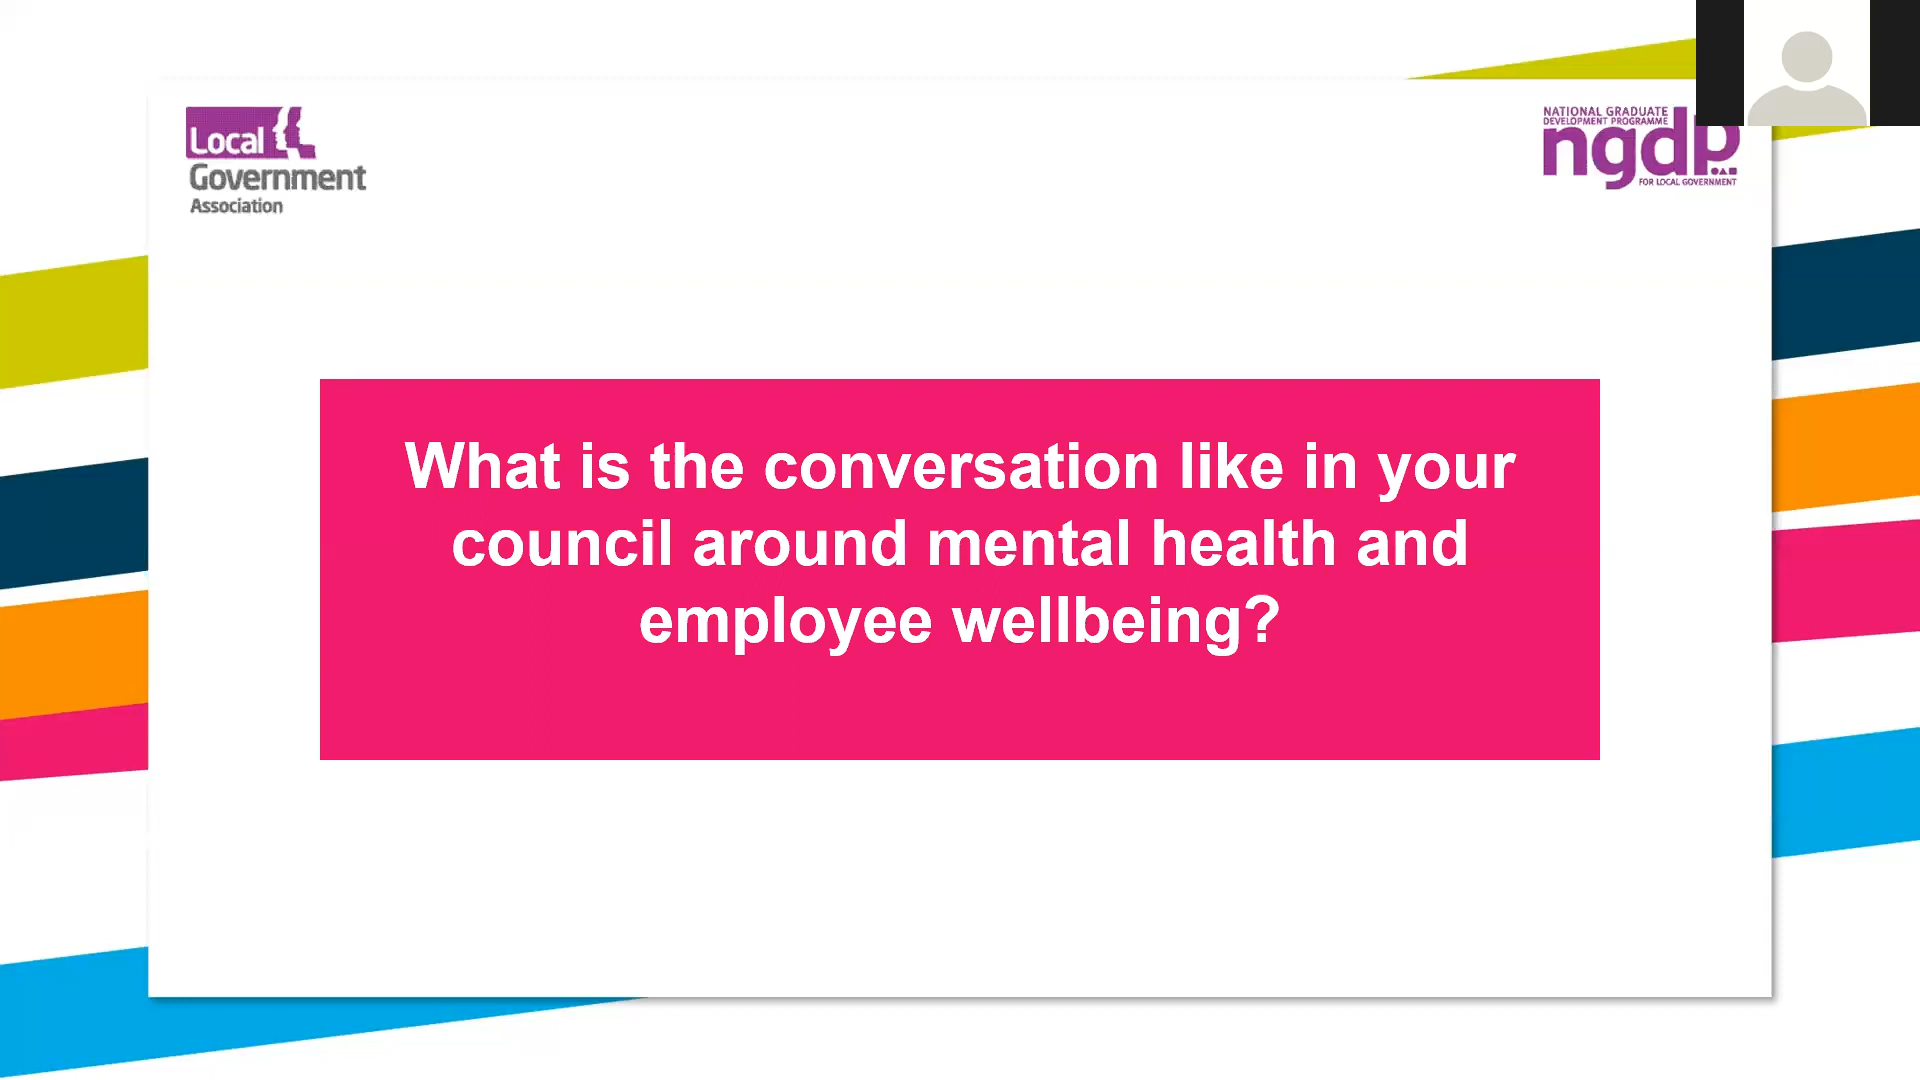 Local
Government
Association
NATIONAL GRADUATE
DEVELOPMENT PROGRAMME
ngdp
FOR LOCAL GOVERNMENT
What is the conversation like in your
council around mental health and
employee wellbeing?